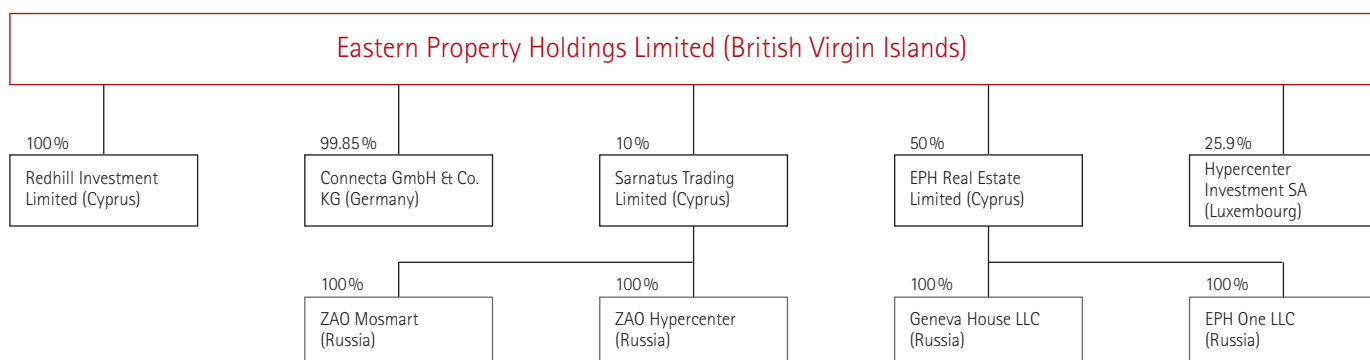 Eastern Property Holdings Limited (British Virgin Islands)
100%
99.85%
10%
50%
25.9%
Redhill Investment
Limited (Cyprus)
Connecta GmbH & Co.
KG (Germany)
Sarnatus Trading
Limited (Cyprus)
EPH Real Estate
Limited (Cyprus)
Hypercenter
Investment SA
(Luxembourg)
100%
100%
100%
100%
ZAO Mosmart
(Russia)
ZAO Hypercenter
(Russia)
Geneva House LLC
(Russia)
EPH One LLC
(Russia)